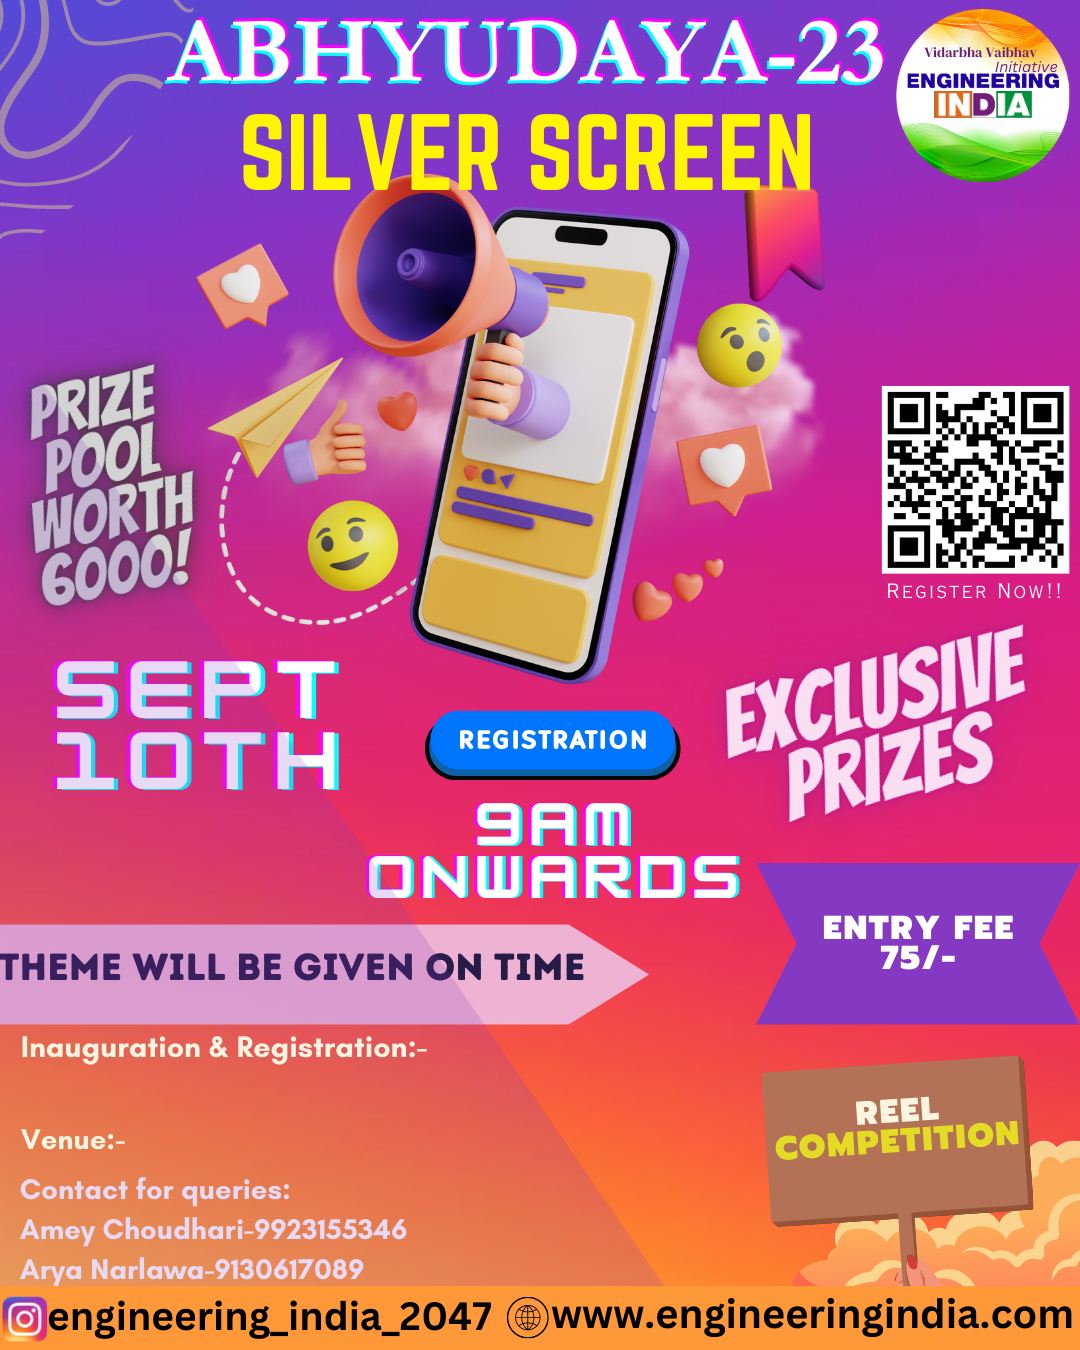 ABHYUDAYA-23
Vidarbha Vaibhav
Initiative
ENGINEERING
INDIA
SILVER SCREEN
PRIZE
POOL
WORTH
6000!
REGISTER NOW!!
SEPT
10TH
EXCLUSIVE
PRIZES
REGISTRATION
9AM
ONWARDS
ENTRY FEE
75/-
THEME WILL BE GIVEN ON TIME
Inauguration & Registration:-
Venue:-
REEL
COMPETITION
Contact for queries:
Amey Choudhari-9923155346
Arya Narlawa-9130617089
engineering_india_2047
www.engineeringindia.com